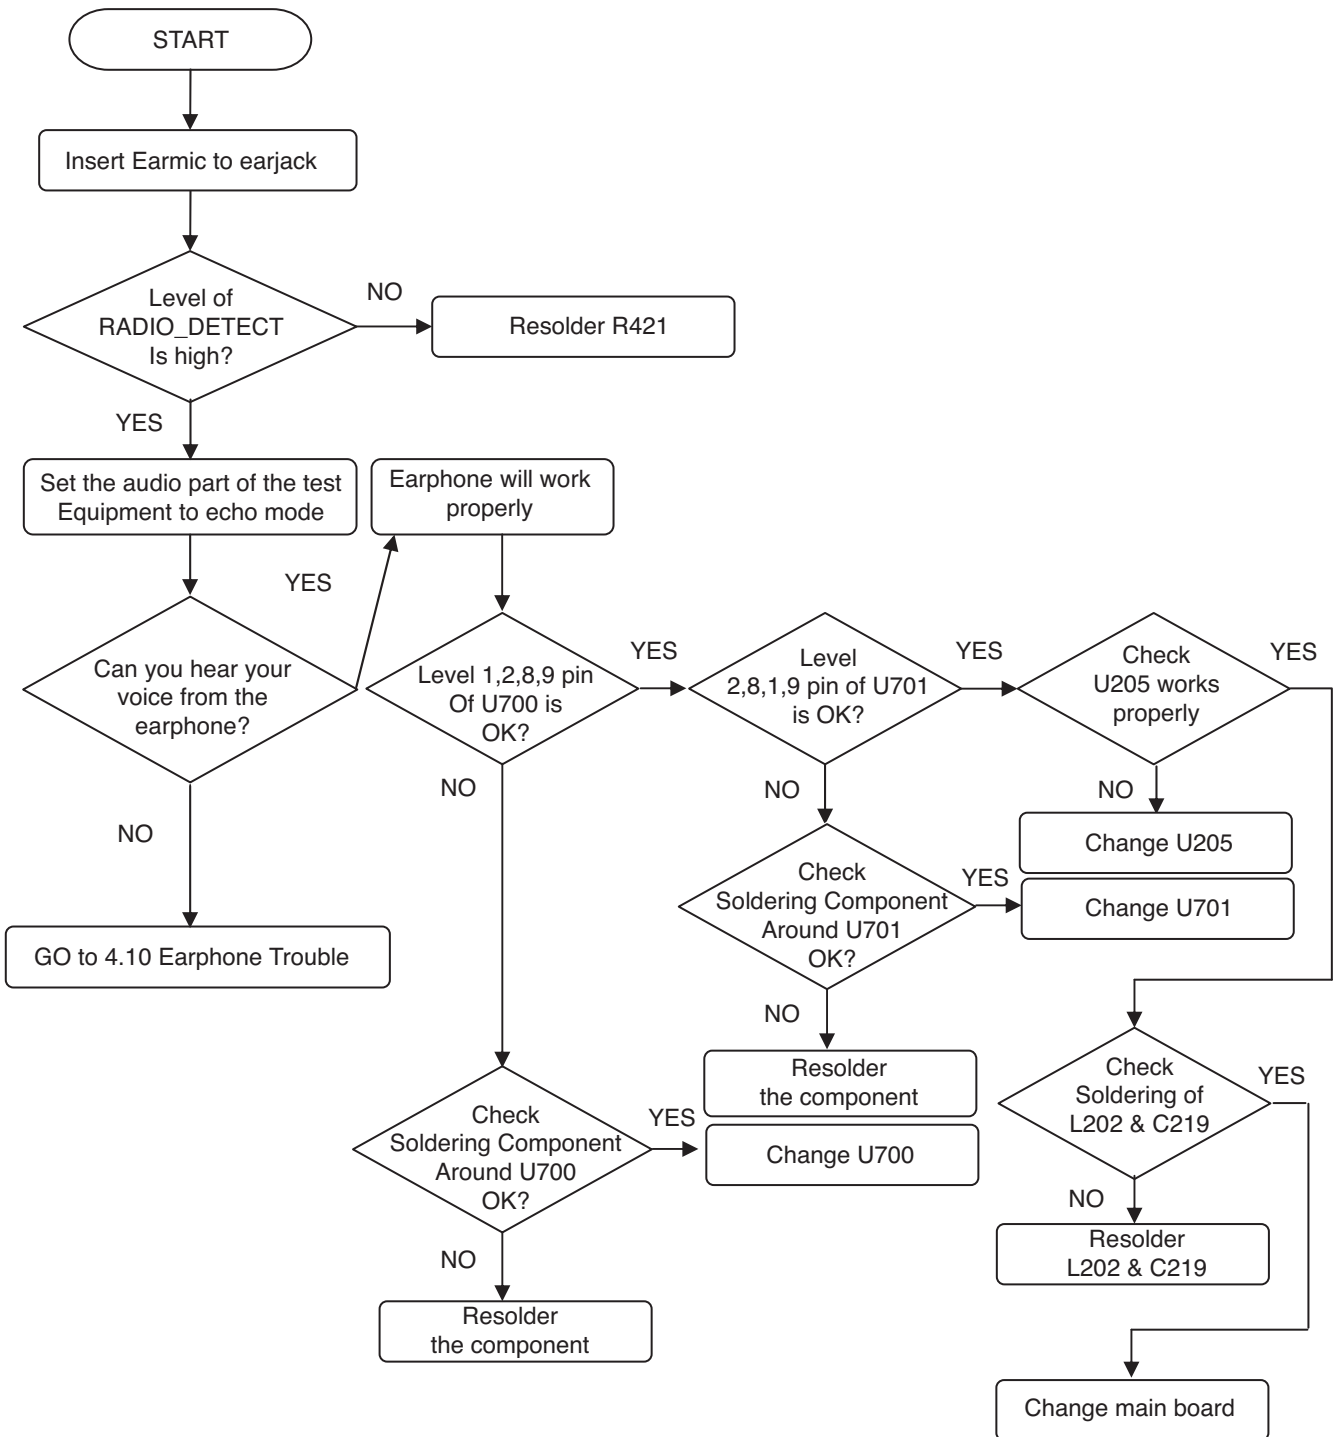 START
Insert Earmic to earjack
Level of
RADIO_DETECT
Is high?
NO
Resolder R421
YES
Set the audio part of the test
Equipment to echo mode
Earphone will work
properly
YES
Can you hear your
voice from the
earphone?
NO
GO to 4.10 Earphone Trouble
Level 1,2,8,9 pin
Of U700 is
OK?
YES
Level
2,8,1,9 pin of U701
is OK?
YES
Check
U205 works
properly
YES
NO
NO
NO
Change U205
Check
Soldering Component
Around U701
OK?
YES
Change U701
NO
Resolder
the component
Check
Soldering Component
Around U700
OK?
YES
Change U700
NO
Resolder
the component
Check
Soldering of
L202 & C219
YES
NO
Resolder
L202 & C219
Change main board